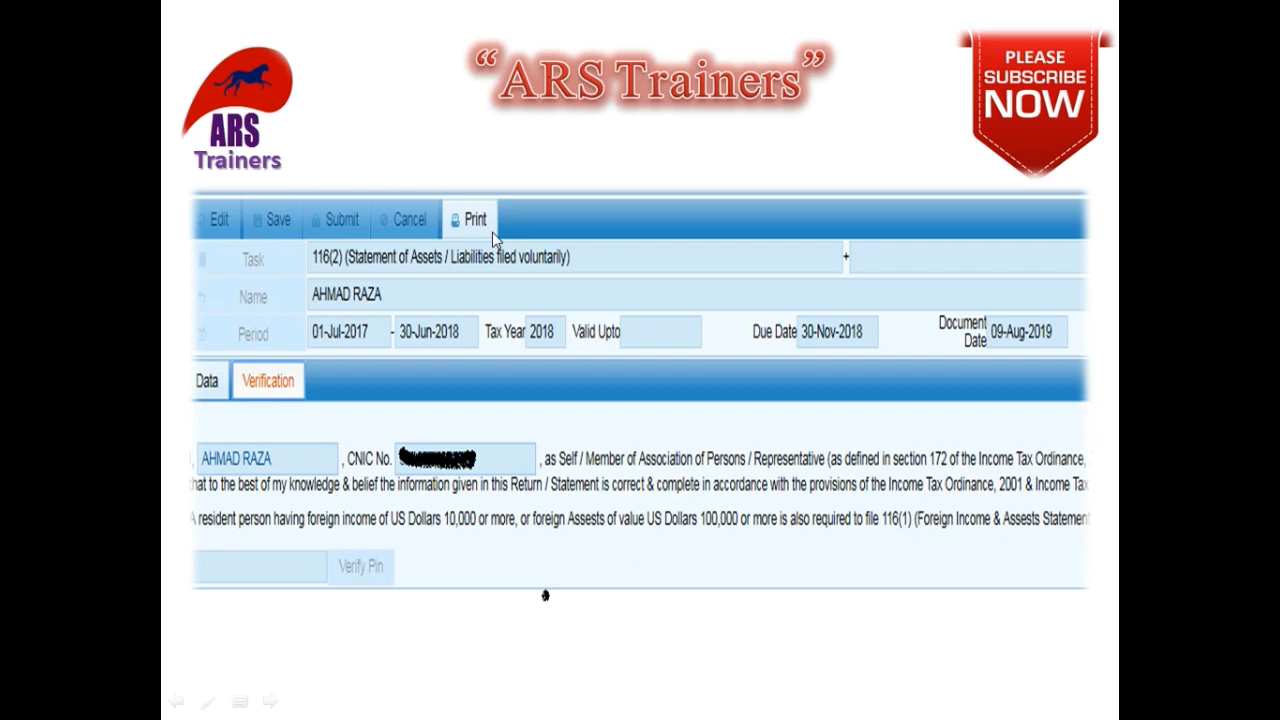 “ARS Trainers”
ARS
Trainers
PLEASE
SUBSCRIBE
NOW
Edit Save Submit Cancel Print
Task 116(2) (Statement of Assets / Liabilities filed voluntarily) +
Name AHMAD RAZA
Period 01-Jul-2017 - 30-Jun-2018 Tax Year 2018 Valid Upto Due Date 30-Nov-2018 Document Date 09-Aug-2019
Data Verification
, AHMAD RAZA , CNIC No. , as Self / Member of Association of Persons / Representative (as defined in section 172 of the Income Tax Ordinance,
that to the best of my knowledge & belief the information given in this Return / Statement is correct & complete in accordance with the provisions of the Income Tax Ordinance, 2001 & Income Tax
A resident person having foreign income of US Dollars 10,000 or more, or foreign Assests of value US Dollars 100,000 or more is also required to file 116(1) (Foreign Income & Assests Statement
Verify Pin